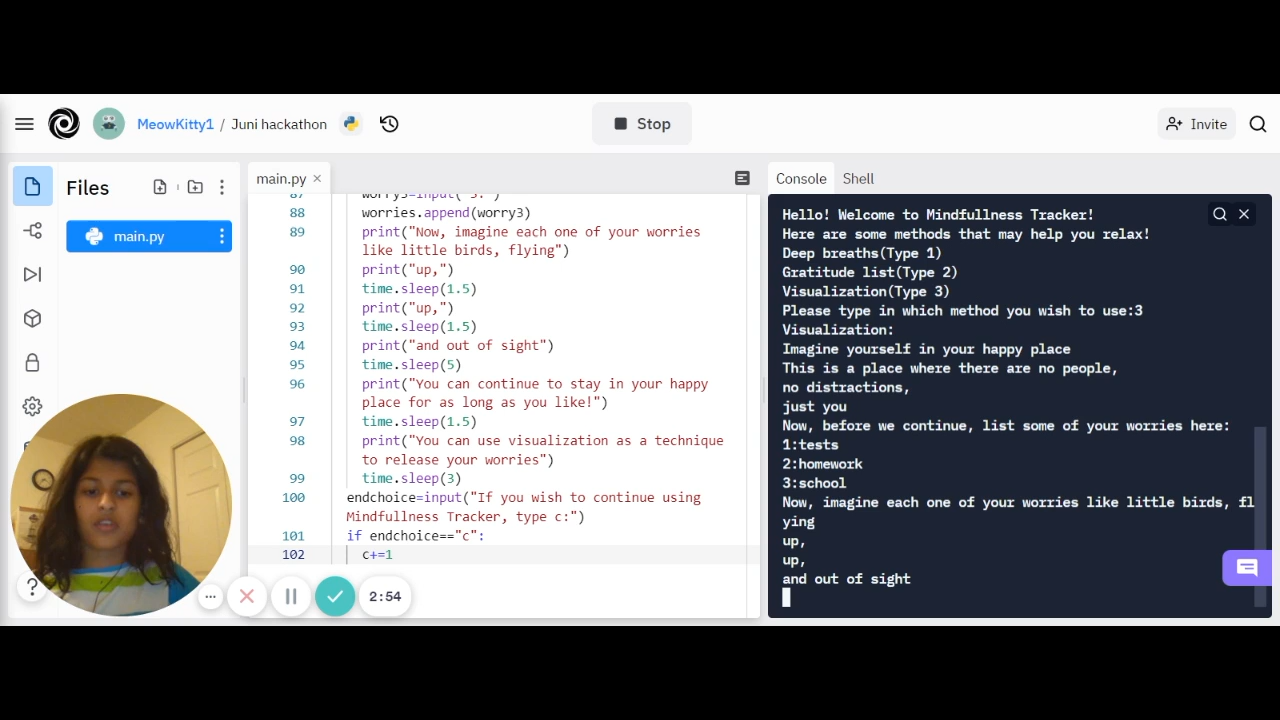 MeowKitty1 / Juni hackathon
Stop
Invite
Files
main.py
main.py ×
87 worry3=input("3:")
88 worries.append(worry3)
89 print("Now, imagine each one of your worries
like little birds, flying")
90 print("up,")
91 time.sleep(1.5)
92 print("up,")
93 time.sleep(1.5)
94 print("and out of sight")
95 time.sleep(5)
96 print("You can continue to stay in your happy
place for as long as you like!")
97 time.sleep(1.5)
98 print("You can use visualization as a technique
to release your worries")
99 time.sleep(3)
100 endchoice=input("If you wish to continue using
Mindfullness Tracker, type c:")
101 if endchoice=="c":
102 c+=1
?
2:54
Console Shell
Hello! Welcome to Mindfullness Tracker!
Here are some methods that may help you relax!
Deep breaths(Type 1)
Gratitude list(Type 2)
Visualization(Type 3)
Please type in which method you wish to use:3
Visualization:
Imagine yourself in your happy place
This is a place where there are no people,
no distractions,
just you
Now, before we continue, list some of your worries here:
1:tests
2:homework
3:school
Now, imagine each one of your worries like little birds, fl
ying
up,
up,
and out of sight